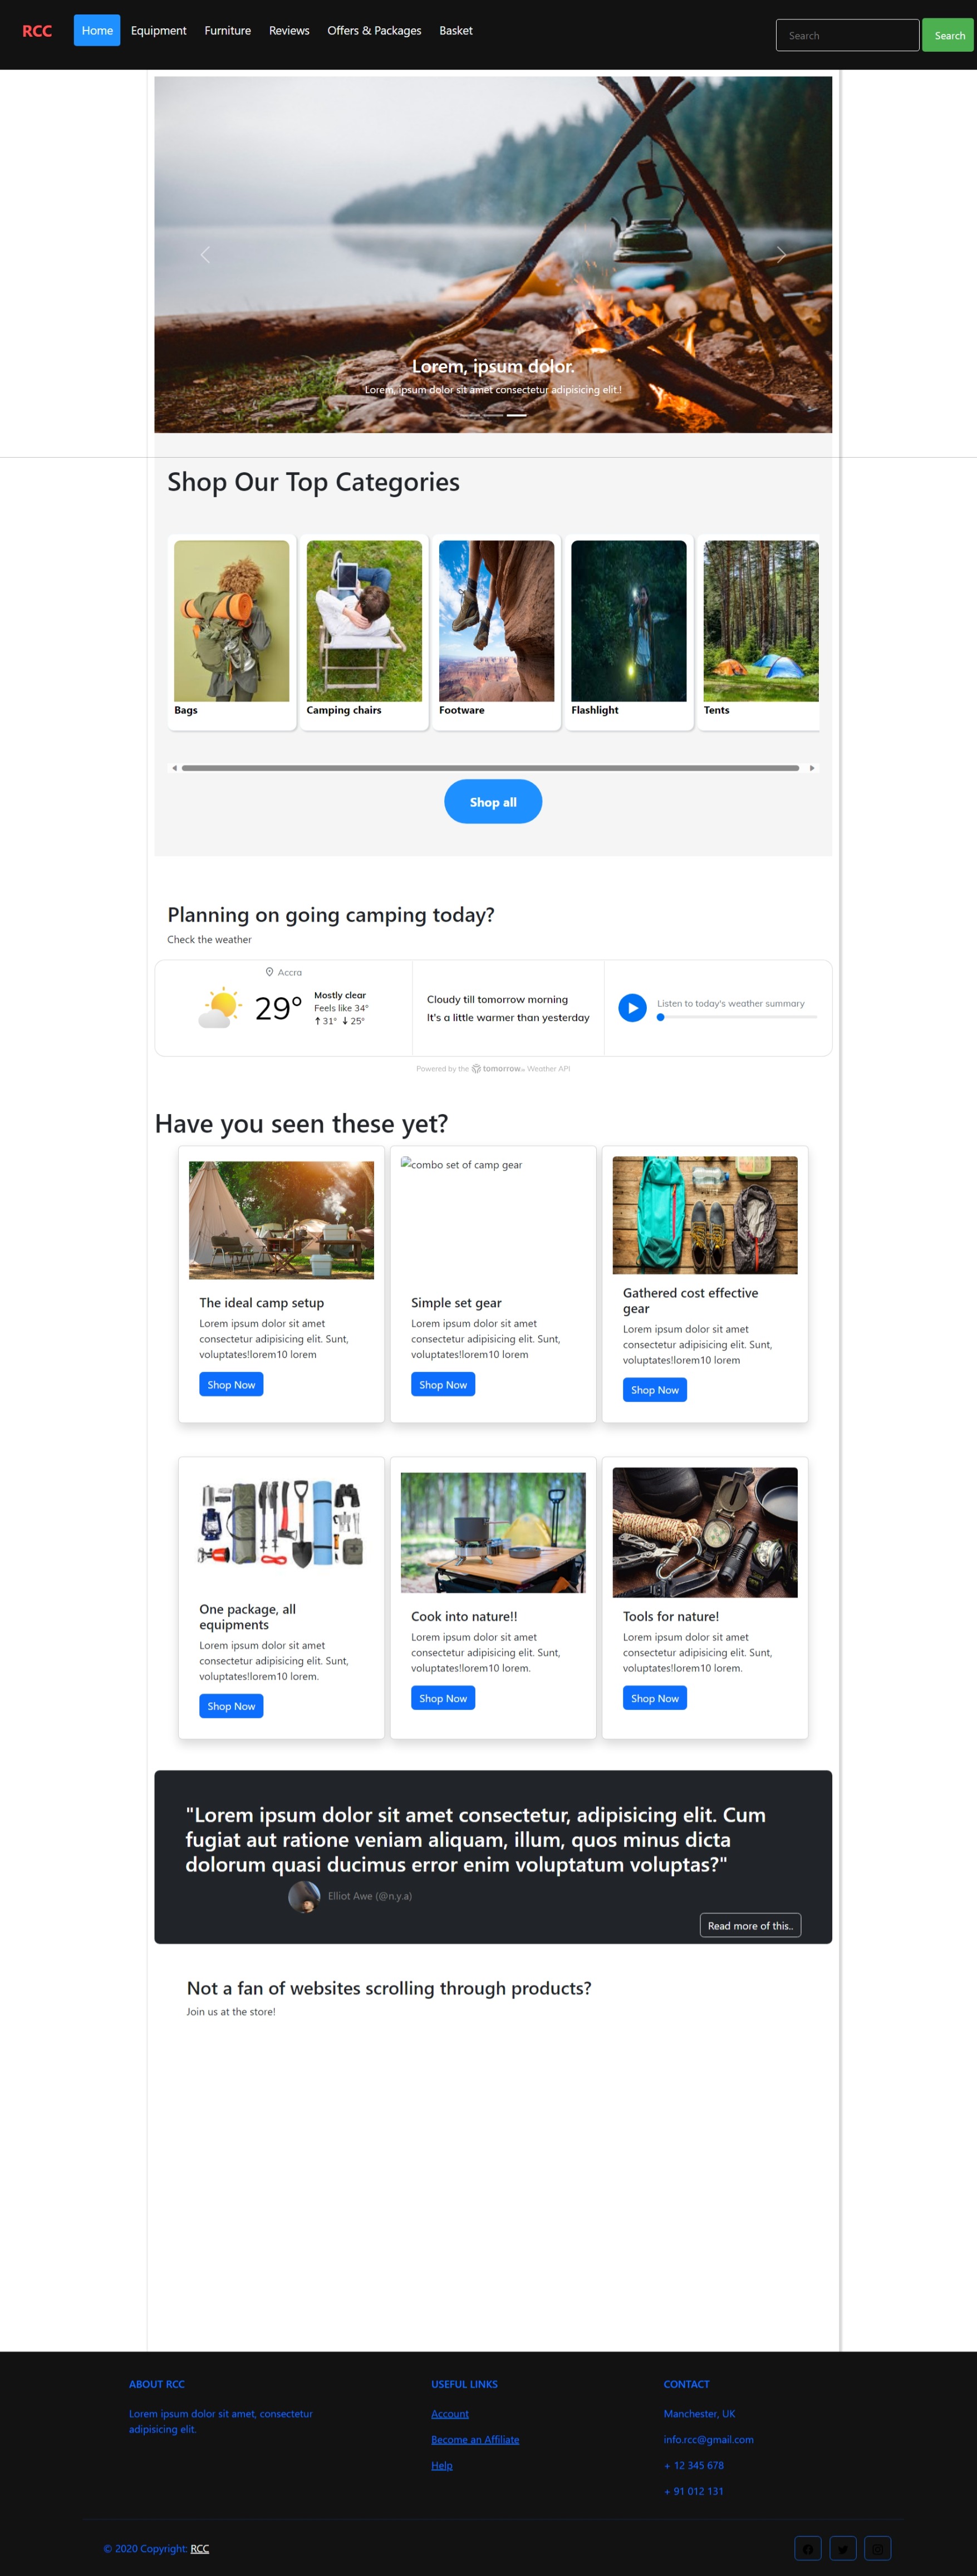 RCC
Home Equipment Furniture Reviews Offers & Packages Basket
Search Search
Lorem, ipsum dolor.
Lorem, ipsum dolor sit amet consectetur adipisicing elit.!
Shop Our Top Categories
Bags Camping chairs Footware Flashlight Tents
Shop all
Planning on going camping today?
Check the weather
Accra
29°
Mostly clear
Feels like 34°
↑ 31° ↓ 25°
Cloudy till tomorrow morning
It's a little warmer than yesterday
Listen to today's weather summary
Powered by the tomorrow.io Weather API
Have you seen these yet?
The ideal camp setup
Lorem ipsum dolor sit amet
consectetur adipisicing elit. Sunt,
voluptates!lorem10 lorem
Shop Now
combo set of camp gear
Simple set gear
Lorem ipsum dolor sit amet
consectetur adipisicing elit. Sunt,
voluptates!lorem10 lorem
Shop Now
Gathered cost effective
gear
Lorem ipsum dolor sit amet
consectetur adipisicing elit. Sunt,
voluptates!lorem10 lorem
Shop Now
One package, all
equipments
Lorem ipsum dolor sit amet
consectetur adipisicing elit. Sunt,
voluptates!lorem10 lorem.
Shop Now
Cook into nature!!
Lorem ipsum dolor sit amet
consectetur adipisicing elit. Sunt,
voluptates!lorem10 lorem.
Shop Now
Tools for nature!
Lorem ipsum dolor sit amet
consectetur adipisicing elit. Sunt,
voluptates!lorem10 lorem.
Shop Now
"Lorem ipsum dolor sit amet consectetur, adipisicing elit. Cum
fugiat aut ratione veniam aliquam, illum, quos minus dicta
dolorum quasi ducimus error enim voluptatum voluptas?"
Elliot Awe (@n.y.a)
Read more of this..
Not a fan of websites scrolling through products?
Join us at the store!
ABOUT RCC
Lorem ipsum dolor sit amet, consectetur
adipisicing elit.
USEFUL LINKS
Account
Become an Affiliate
Help
CONTACT
Manchester, UK
info.rcc@gmail.com
+ 12 345 678
+ 91 012 131
© 2020 Copyright: RCC